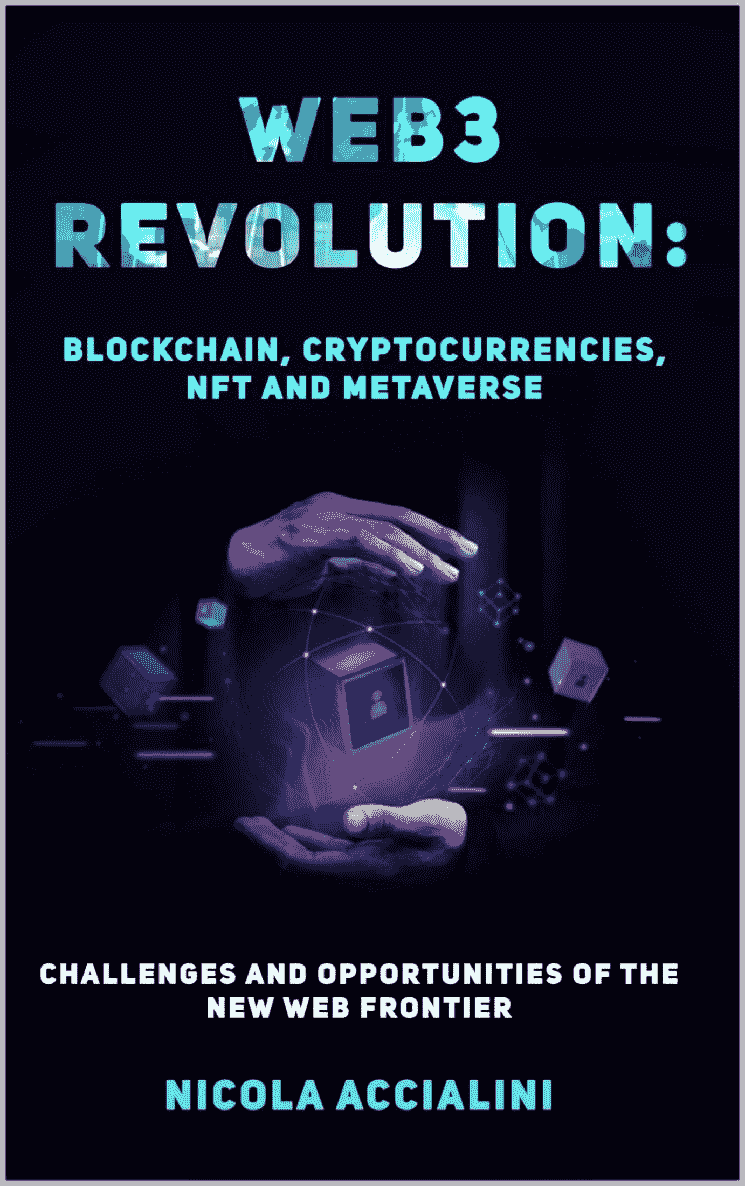 WEB3
REVOLUTION:
BLOCKCHAIN, CRYPTOCURRENCIES,
NFT AND METAVERSE
CHALLENGES AND OPPORTUNITIES OF THE
NEW WEB FRONTIER
NICOLA ACCIALINI